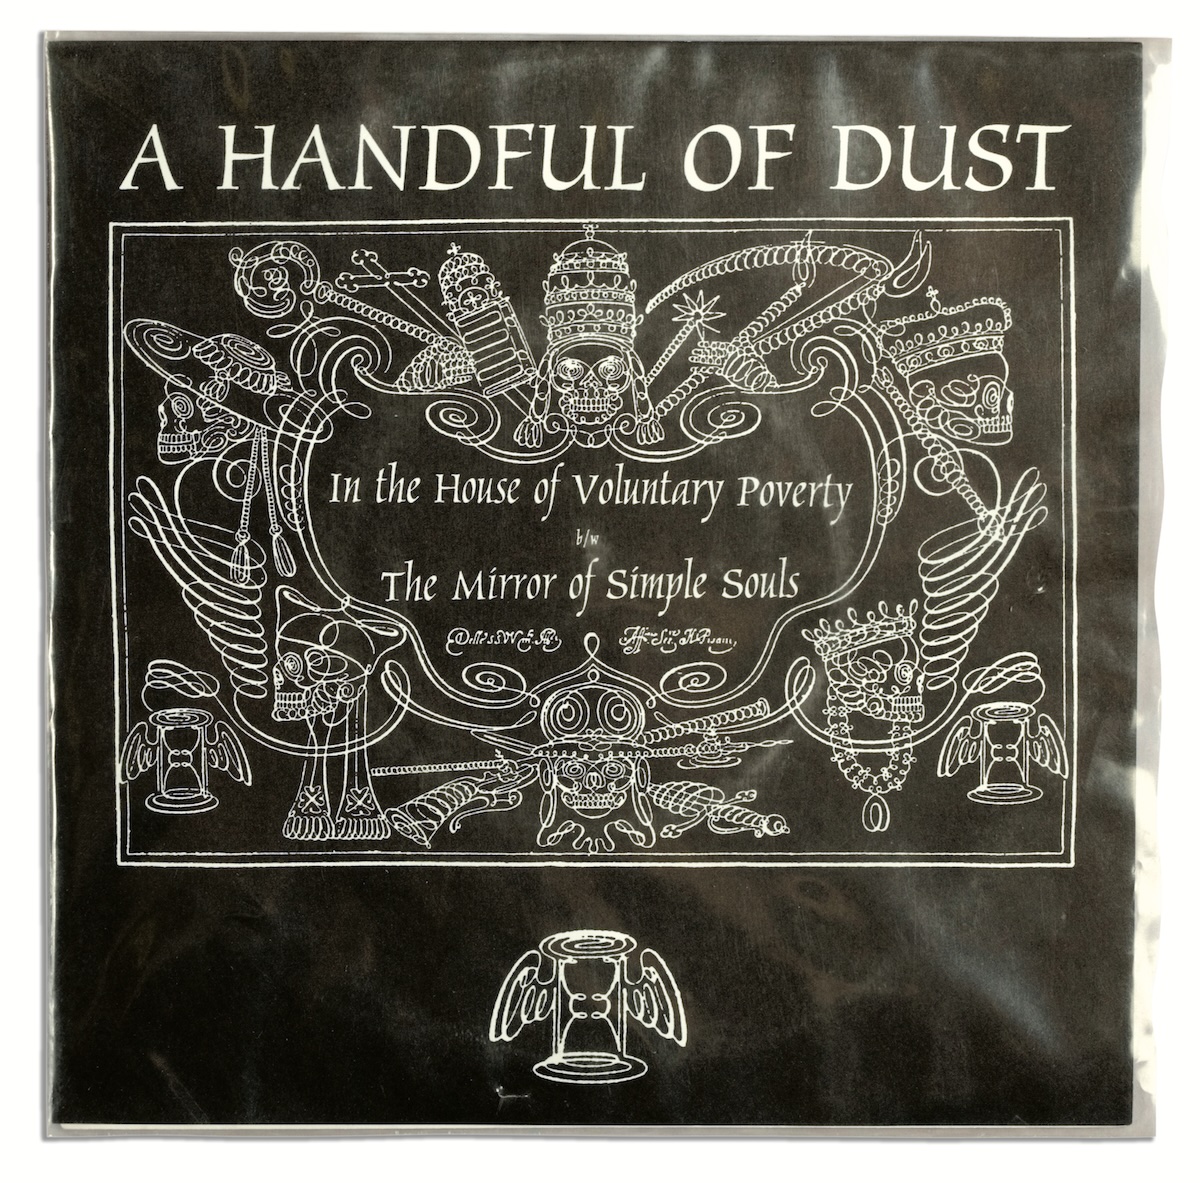 A HANDFUL OF DUST
In the House of Voluntary Poverty
b/w
The Mirror of Simple Souls